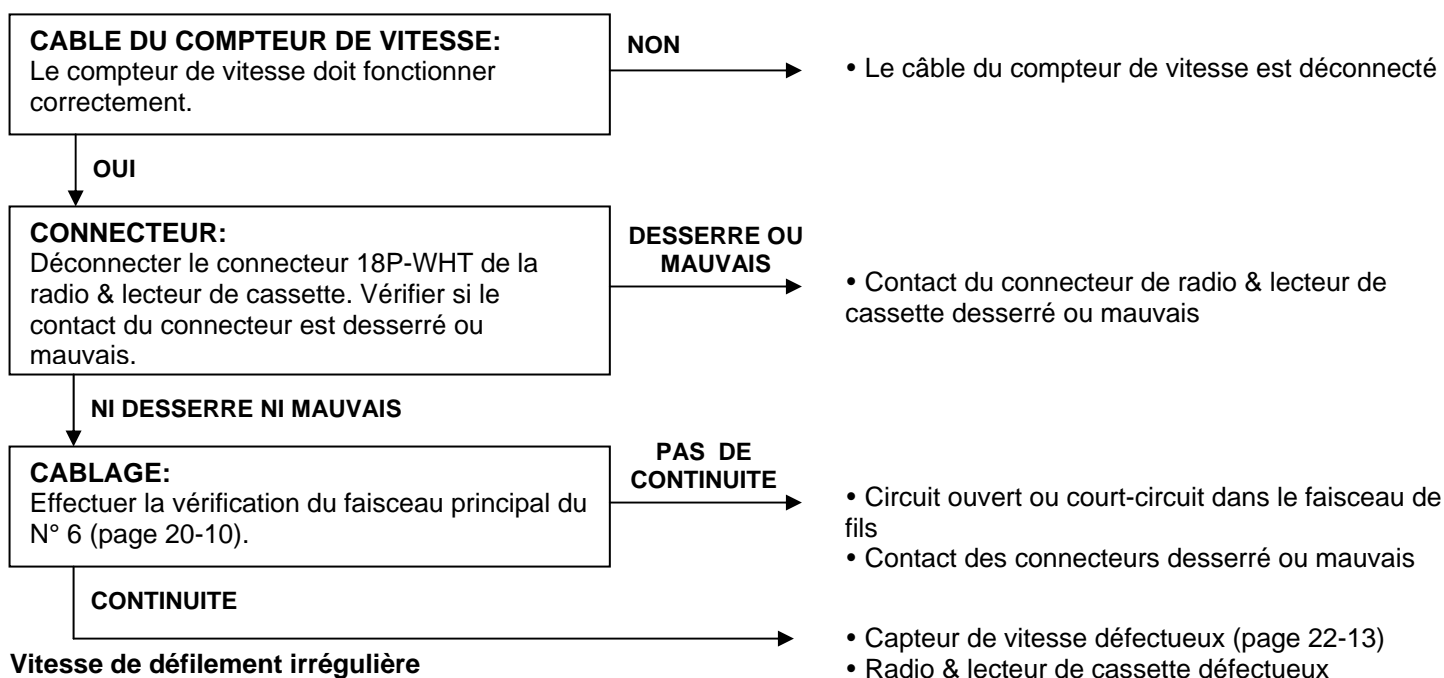 CABLE DU COMPTEUR DE VITESSE:
Le compteur de vitesse doit fonctionner
correctement.
NON
• Le câble du compteur de vitesse est déconnecté
OUI
CONNECTEUR:
Déconnecter le connecteur 18P-WHT de la
radio & lecteur de cassette. Vérifier si le
contact du connecteur est desserré ou
mauvais.
DESSERRE OU
MAUVAIS
• Contact du connecteur de radio & lecteur de
cassette desserré ou mauvais
NI DESSERRE NI MAUVAIS
CABLAGE:
Effectuer la vérification du faisceau principal du
N° 6 (page 20-10).
PAS DE
CONTINUITE
• Circuit ouvert ou court-circuit dans le faisceau de
fils
• Contact des connecteurs desserré ou mauvais
CONTINUITE
• Capteur de vitesse défectueux (page 22-13)
• Radio & lecteur de cassette défectueux
Vitesse de défilement irrégulière